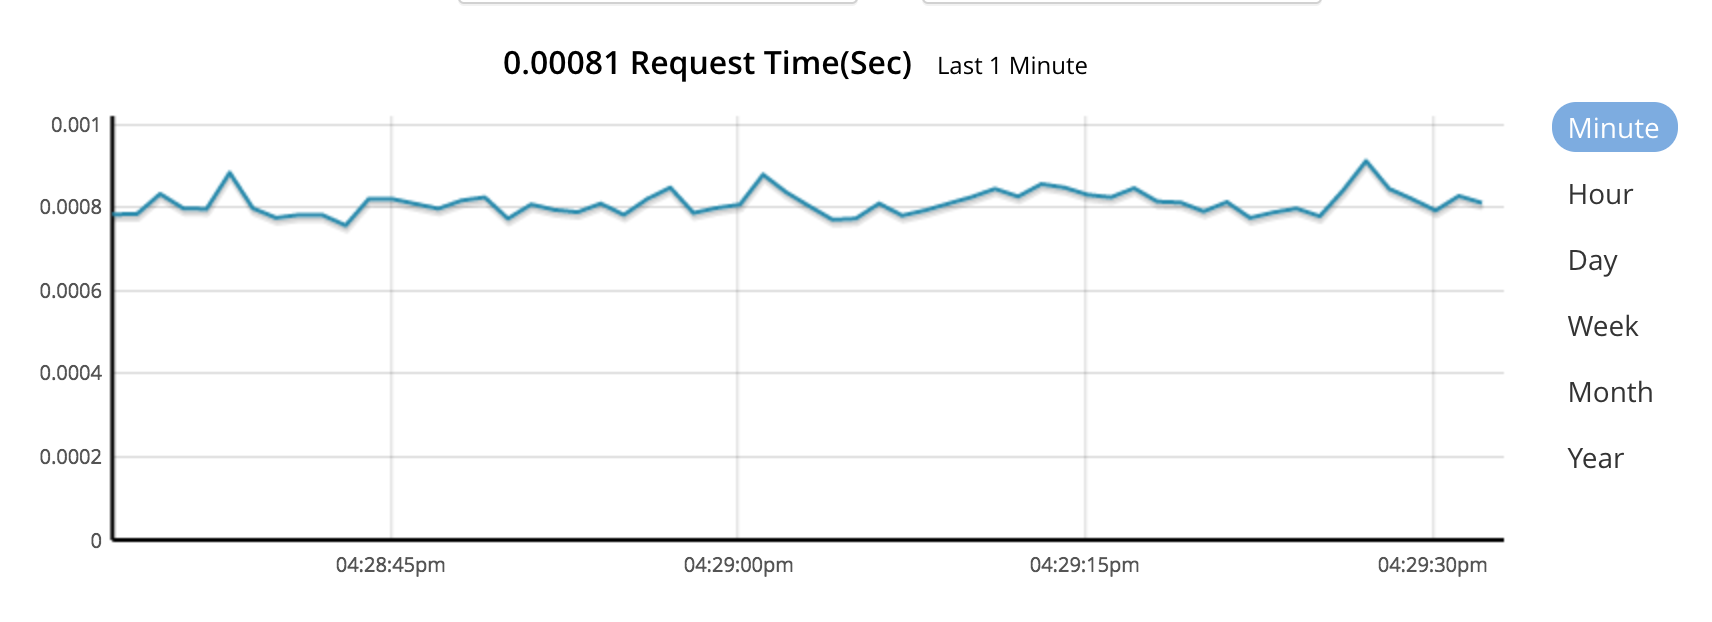 0.00081 Request Time(Sec) Last 1 Minute
0.001
0.0008
0.0006
0.0004
0.0002
0
04:28:45pm 04:29:00pm 04:29:15pm 04:29:30pm
Minute
Hour
Day
Week
Month
Year